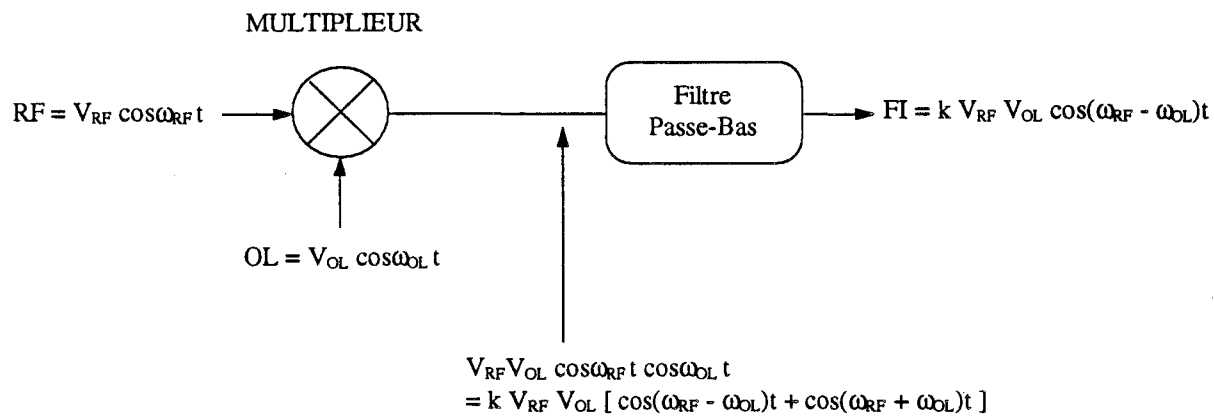 MULTIPLIEUR
RF = V_RF cosω_RF t
Filtre
Passe-Bas
FI = k V_RF V_OL cos(ω_RF - ω_OL)t
OL = V_OL cosω_OL t
V_RF V_OL cosω_RF t cosω_OL t
= k V_RF V_OL [ cos(ω_RF - ω_OL)t + cos(ω_RF + ω_OL)t ]